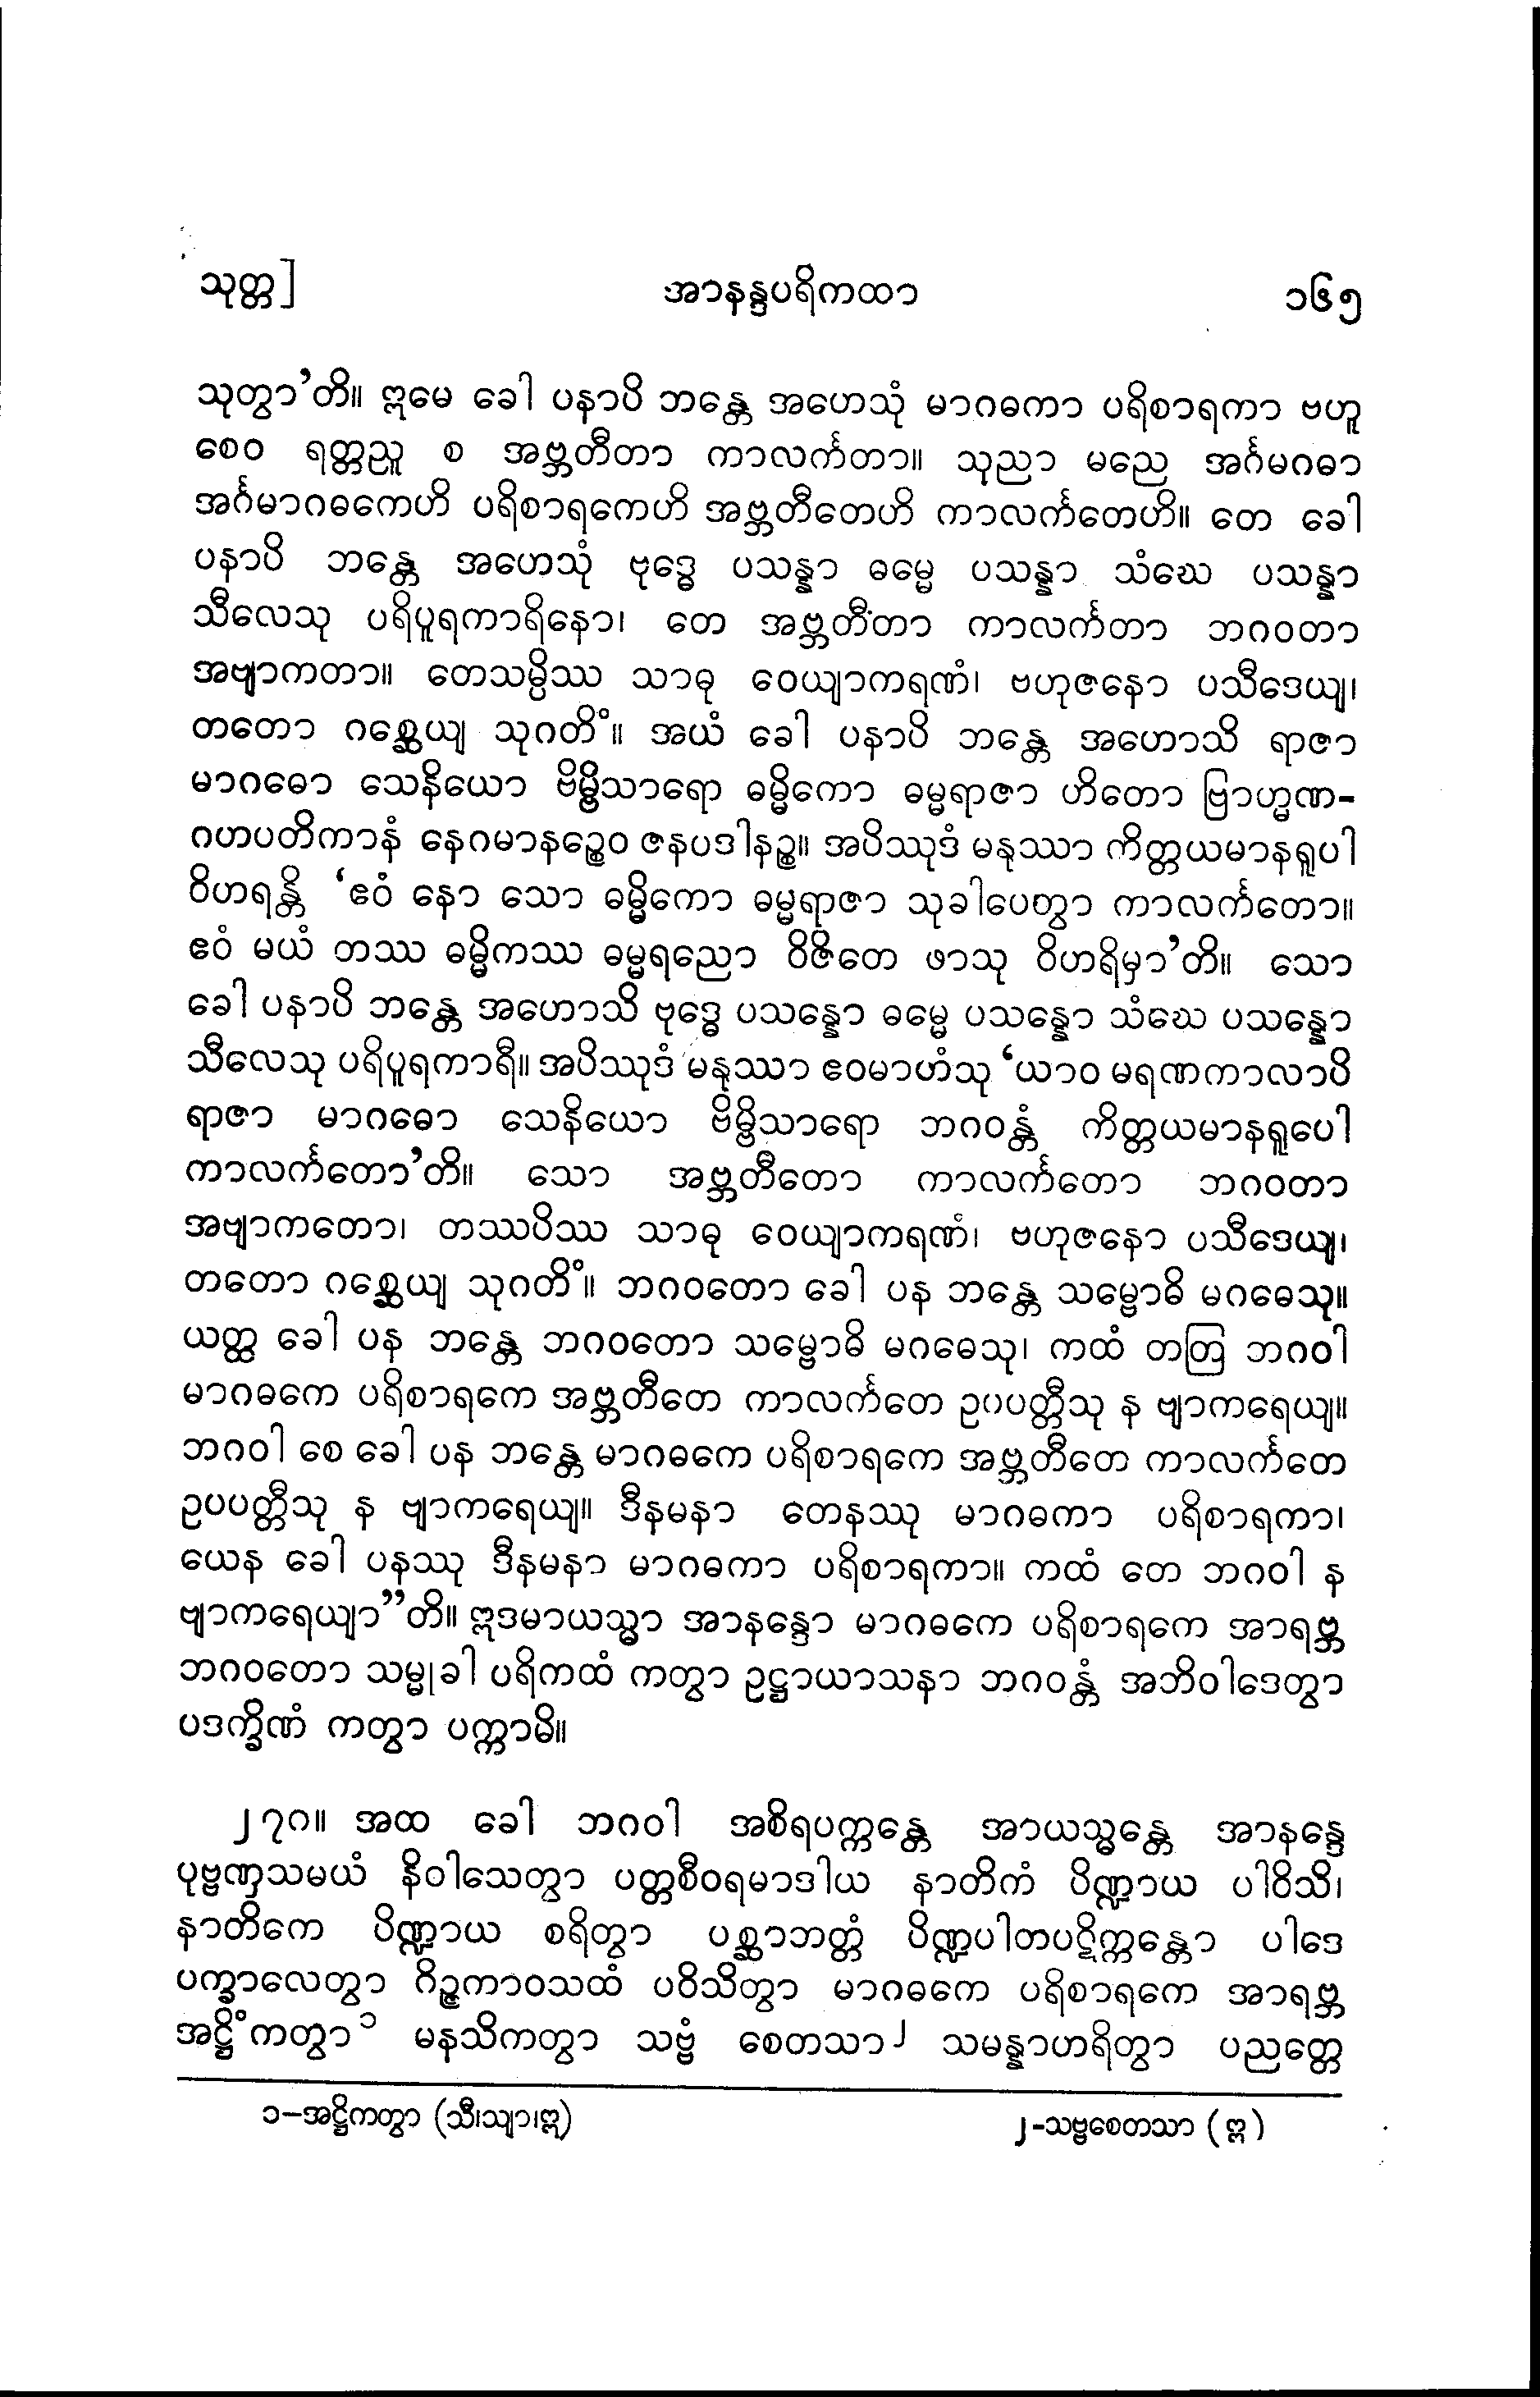 သုတ္တ]
အာနန္ဒပရိကထာ
၁၆၅
သုတွာ’တိ။ ဣမေ ခေါ ပနာပိ ဘန္တေ အဟေသုံ မာဂဓကာ ပရိစာရကာ ဗဟူ
စေဝ ရတ္တညူ စ အဗ္ဘတီတာ ကာလင်္ကတာ။ သုညာ မညေ အင်္ဂမဂဓာ
အင်္ဂမာဂဓကေဟိ ပရိစာရကေဟိ အဗ္ဘတီတေဟိ ကာလင်္ကတေဟိ။ တေ ခေါ
ပနာပိ ဘန္တေ အဟေသုံ ဗုဒ္ဓေ ပသန္နာ ဓမ္မေ ပသန္နာ သံဃေ ပသန္နာ
သီလေသု ပရိပူရကာရိနော၊ တေ အဗ္ဘတီတာ ကာလင်္ကတာ ဘဂဝတာ
အဗျာကတာ။ တေသမ္ပိဿ သာဓု ဝေယျာကရဏံ၊ ဗဟုဇနော ပသီဒေယျ၊
တတော ဂစ္ဆေယျ သုဂတိံ။ အယံ ခေါ ပနာပိ ဘန္တေ အဟောသိ ရာဇာ
မာဂဓော သေနိယော ဗိမ္ဗိသာရော ဓမ္မိကော ဓမ္မရာဇာ ဟိတော ဗြာဟ္မဏ-
ဂဟပတိကာနံ နေဂမာနဉ္စေဝ ဇနပဒါနဉ္စ။ အပိဿုဒံ မနုဿာ ကိတ္တယမာနရူပါ
ဝိဟရန္တိ ‘ဧဝံ နော သော ဓမ္မိကော ဓမ္မရာဇာ သုခါပေတွာ ကာလင်္ကတော။
ဧဝံ မယံ တဿ ဓမ္မိကဿ ဓမ္မရညော ဝိဇိတေ ဖာသု ဝိဟရိမှာ’တိ။ သော
ခေါ ပနာပိ ဘန္တေ အဟောသိ ဗုဒ္ဓေ ပသန္နော ဓမ္မေ ပသန္နော သံဃေ ပသန္နော
သီလေသု ပရိပူရကာရီ။ အပိဿုဒံ မနုဿာ ဧဝမာဟံသု ‘ယာဝ မရဏကာလာပိ
ရာဇာ မာဂဓော သေနိယော ဗိမ္ဗိသာရော ဘဂဝန္တံ ကိတ္တယမာနရူပေါ
ကာလင်္ကတော’တိ။ သော အဗ္ဘတီတော ကာလင်္ကတော ဘဂဝတာ
အဗျာကတော၊ တဿပိဿ သာဓု ဝေယျာကရဏံ၊ ဗဟုဇနော ပသီဒေယျ၊
တတော ဂစ္ဆေယျ သုဂတိံ။ ဘဂဝတော ခေါ ပန ဘန္တေ သမ္ဗောဓိ မဂဓေသု။
ယတ္ထ ခေါ ပန ဘန္တေ ဘဂဝတော သမ္ဗောဓိ မဂဓေသု၊ ကထံ တတြ ဘဂဝါ
မာဂဓကေ ပရိစာရကေ အဗ္ဘတီတေ ကာလင်္ကတေ ဥပပတ္တီသု န ဗျာကရေယျ။
ဘဂဝါ စေ ခေါ ပန ဘန္တေ မာဂဓကေ ပရိစာရကေ အဗ္ဘတီတေ ကာလင်္ကတေ
ဥပပတ္တီသု န ဗျာကရေယျ။ ဒီနမနာ တေနဿု မာဂဓကာ ပရိစာရကာ၊
ယေန ခေါ ပနဿု ဒီနမနာ မာဂဓကာ ပရိစာရကာ။ ကထံ တေ ဘဂဝါ န
ဗျာကရေယျာ”တိ။ ဣဒမာယသ္မာ အာနန္ဒော မာဂဓကေ ပရိစာရကေ အာရဗ္ဘ
ဘဂဝတော သမ္မုခါ ပရိကထံ ကတွာ ဥဋ္ဌာယာသနာ ဘဂဝန္တံ အဘိဝါဒေတွာ
ပဒက္ခိဏံ ကတွာ ပက္ကာမိ။
၂၇၈။ အထ ခေါ ဘဂဝါ အစိရပက္ကန္တေ အာယသ္မန္တေ အာနန္ဒေ
ပုဗ္ဗဏှသမယံ နိဝါသေတွာ ပတ္တစီဝရမာဒါယ နာတိကံ ပိဏ္ဍာယ ပါဝိသိ၊
နာတိကေ ပိဏ္ဍာယ စရိတွာ ပစ္ဆာဘတ္တံ ပိဏ္ဍပါတပဋိက္ကန္တော ပါဒေ
ပက္ခာလေတွာ ဂိဉ္ဇကာဝသထံ ပဝိသိတွာ မာဂဓကေ ပရိစာရကေ အာရဗ္ဘ
အဋ္ဌိံကတွာ၁ မနသိကတွာ သဗ္ဗံ စေတသာ၂ သမန္နာဟရိတွာ ပညတ္တေ
၁–အဋ္ဌိကတွာ (သီ၊သျာ၊ဣ)
၂-သဗ္ဗစေတသာ (ဣ)